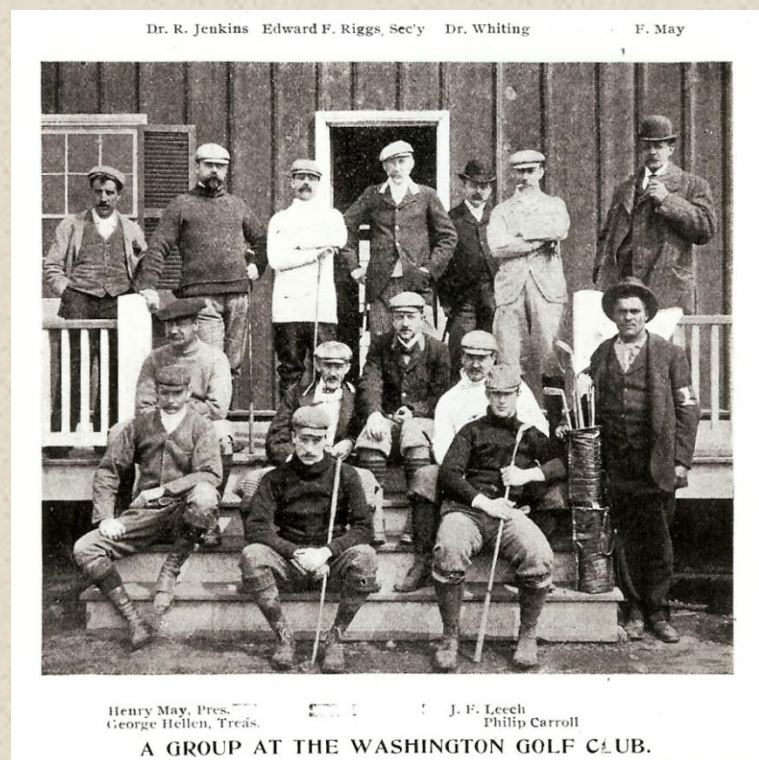 Dr. R. Jenkins Edward F. Riggs, Sec'y Dr. Whiting F. May
Henry May, Pres. J. F. Leech
George Hellen, Treas. Philip Carroll
A GROUP AT THE WASHINGTON GOLF CLUB.